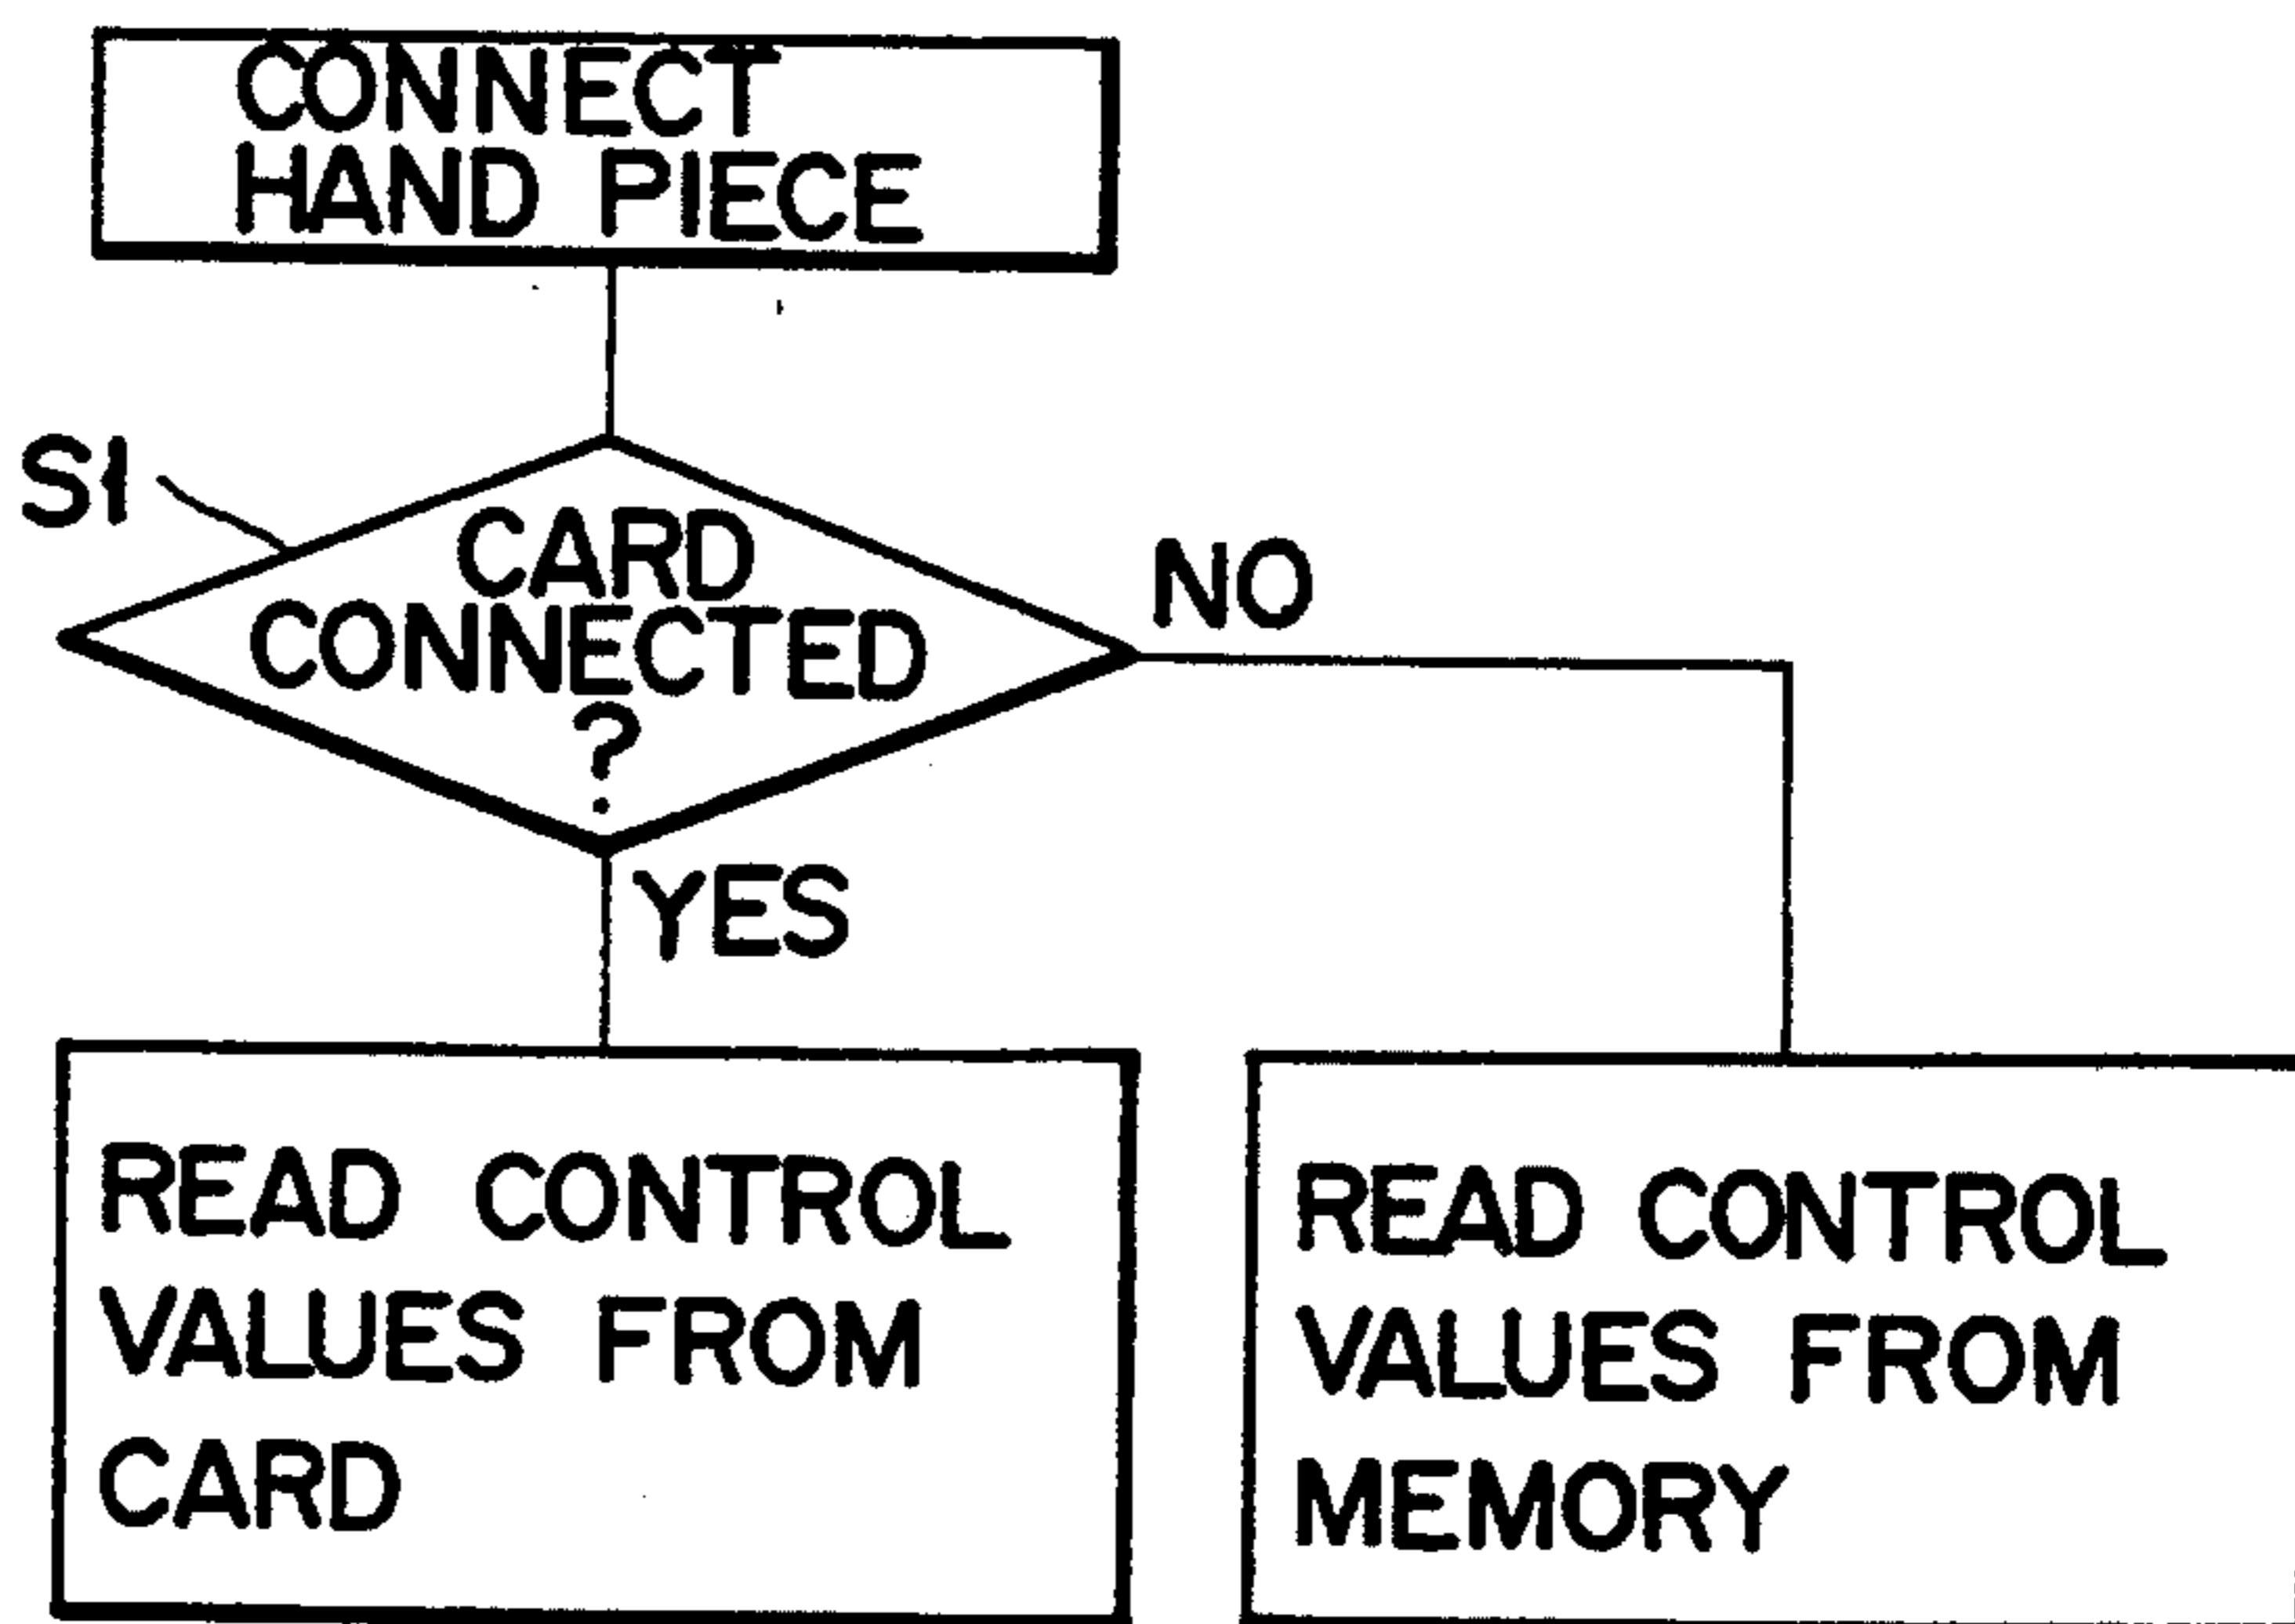 CONNECT
HAND PIECE
S1
CARD
CONNECTED
?
NO
YES
READ CONTROL
VALUES FROM
CARD
READ CONTROL
VALUES FROM
MEMORY